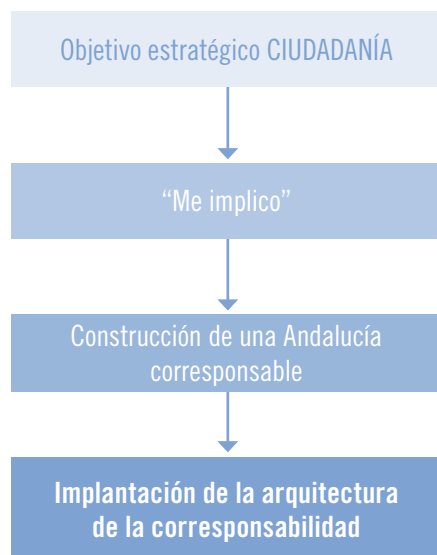 Objetivo estratégico CIUDADANÍA
“Me implico”
Construcción de una Andalucía
corresponsable
Implantación de la arquitectura
de la corresponsabilidad